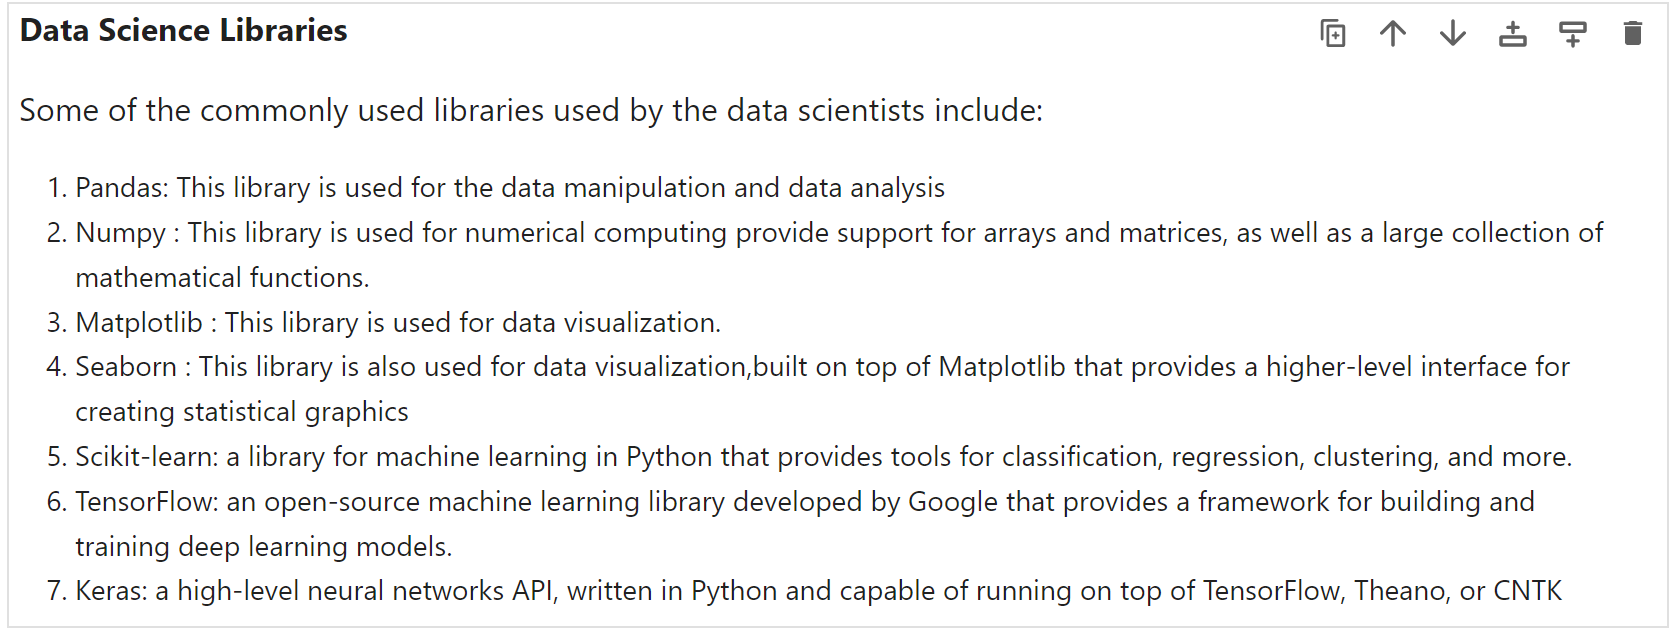 Data Science Libraries
Some of the commonly used libraries used by the data scientists include:
1. Pandas: This library is used for the data manipulation and data analysis
2. Numpy : This library is used for numerical computing provide support for arrays and matrices, as well as a large collection of
mathematical functions.
3. Matplotlib : This library is used for data visualization.
4. Seaborn : This library is also used for data visualization,built on top of Matplotlib that provides a higher-level interface for
creating statistical graphics
5. Scikit-learn: a library for machine learning in Python that provides tools for classification, regression, clustering, and more.
6. TensorFlow: an open-source machine learning library developed by Google that provides a framework for building and
training deep learning models.
7. Keras: a high-level neural networks API, written in Python and capable of running on top of TensorFlow, Theano, or CNTK